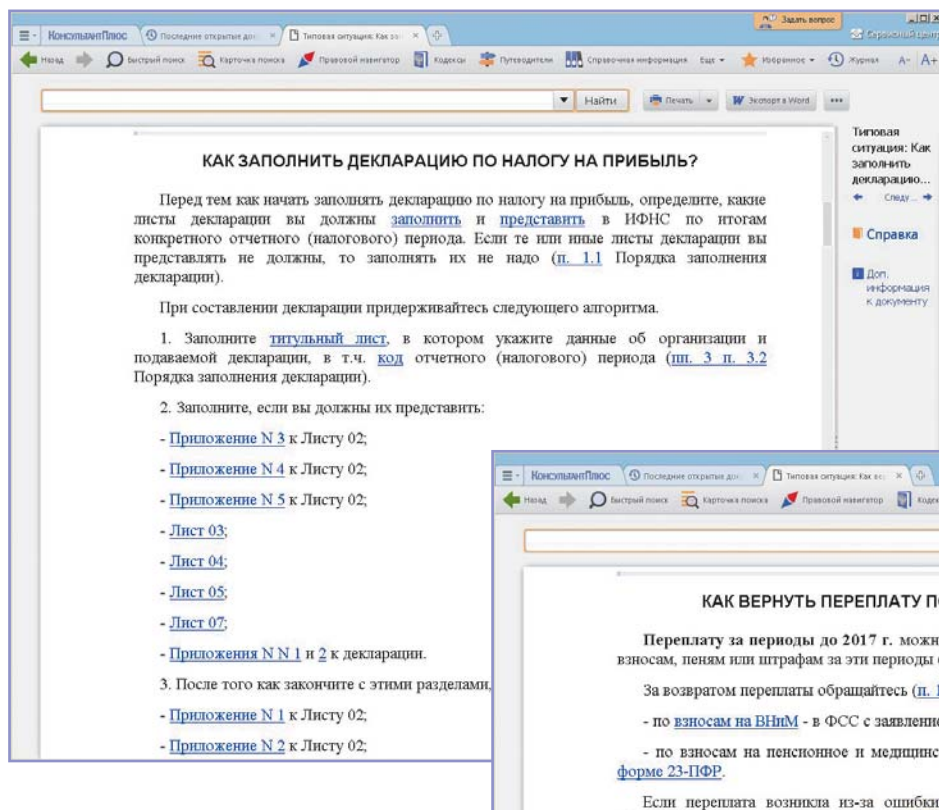 Задать вопрос
КонсультантПлюс
Последние открытые до
Типовая ситуация: Как за
Сервисный центр
Назад
Быстрый поиск
Карточка поиска
Правовой навигатор
Кодексы
Путеводители
Справочная информация
Еще
Избранное
Журнал
A- A+
Найти
Печать
Экспорт в Word
КАК ЗАПОЛНИТЬ ДЕКЛАРАЦИЮ ПО НАЛОГУ НА ПРИБЫЛЬ?
Перед тем как начать заполнять декларацию по налогу на прибыль, определите, какие
листы декларации вы должны заполнить и представить в ИФНС по итогам
конкретного отчетного (налогового) периода. Если те или иные листы декларации вы
представлять не должны, то заполнять их не надо (п. 1.1 Порядка заполнения
декларации).
При составлении декларации придерживайтесь следующего алгоритма.
1. Заполните титульный лист, в котором укажите данные об организации и
подаваемой декларации, в т.ч. код отчетного (налогового) периода (пп. 3 п. 3.2
Порядка заполнения декларации).
2. Заполните, если вы должны их представить:
- Приложение N 3 к Листу 02;
- Приложение N 4 к Листу 02;
- Приложение N 5 к Листу 02;
- Лист 03;
- Лист 04;
- Лист 05;
- Лист 07;
- Приложения N N 1 и 2 к декларации.
3. После того как закончите с этими разделами,
- Приложение N 1 к Листу 02;
- Приложение N 2 к Листу 02;
Типовая
ситуация: Как
заполнить
декларацию...
Следу...
Справка
Доп.
информация
к документу
КонсультантПлюс
Последние открытые до
Типовая ситуация: Как ве
Назад
Быстрый поиск
Карточка поиска
Правовой навигатор
Кодек
КАК ВЕРНУТЬ ПЕРЕПЛАТУ П
Переплату за периоды до 2017 г. можн
взносам, пеням или штрафам за эти периоды
За возвратом переплаты обращайтесь (п. 1
- по взносам на ВНиМ - в ФСС с заявление
- по взносам на пенсионное и медицинс
форме 23-ПФР.
Если переплата возникла из-за ошибки